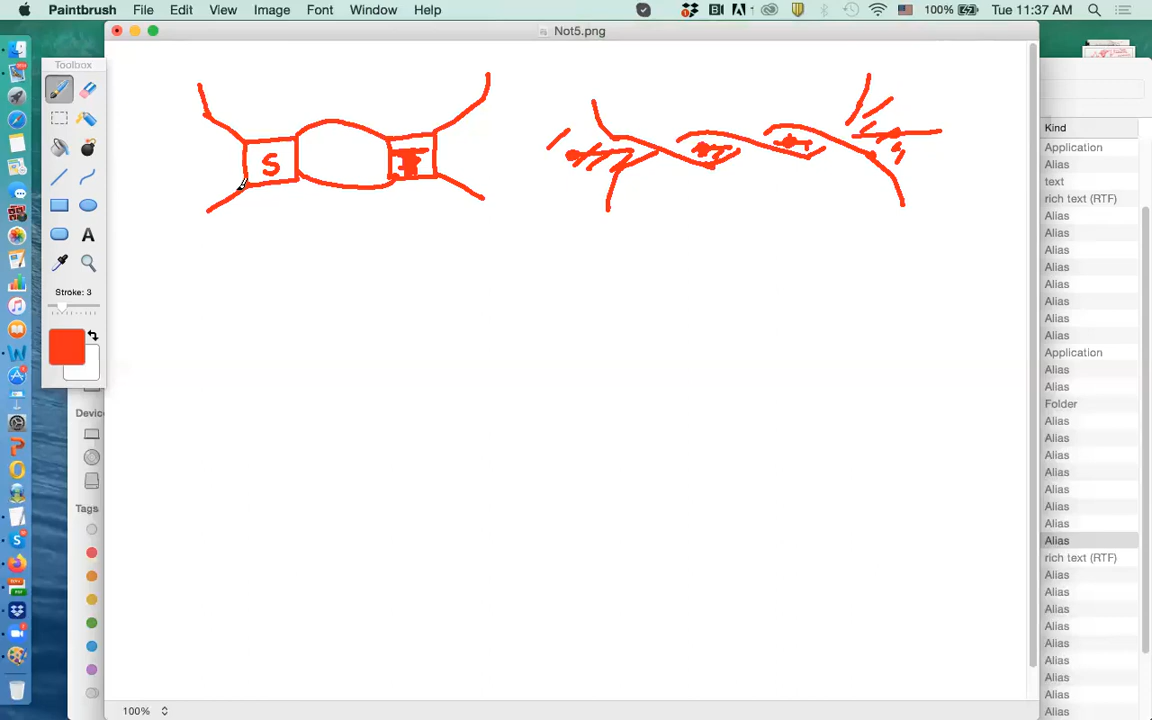 Paintbrush File Edit View Image Font Window Help 100% Tue 11:37 AM
Not5.png
Toolbox
Kind
Application
Alias
text
rich text (RTF)
Alias
Alias
Alias
Alias
Alias
Alias
Alias
Application
Alias
Alias
Folder
Alias
Alias
Alias
Alias
Alias
Alias
Alias
Alias
rich text (RTF)
Alias
Alias
Alias
Alias
Alias
Alias
Alias
Alias
Alias
S
A
Stroke: 3
Device
Tags
100%